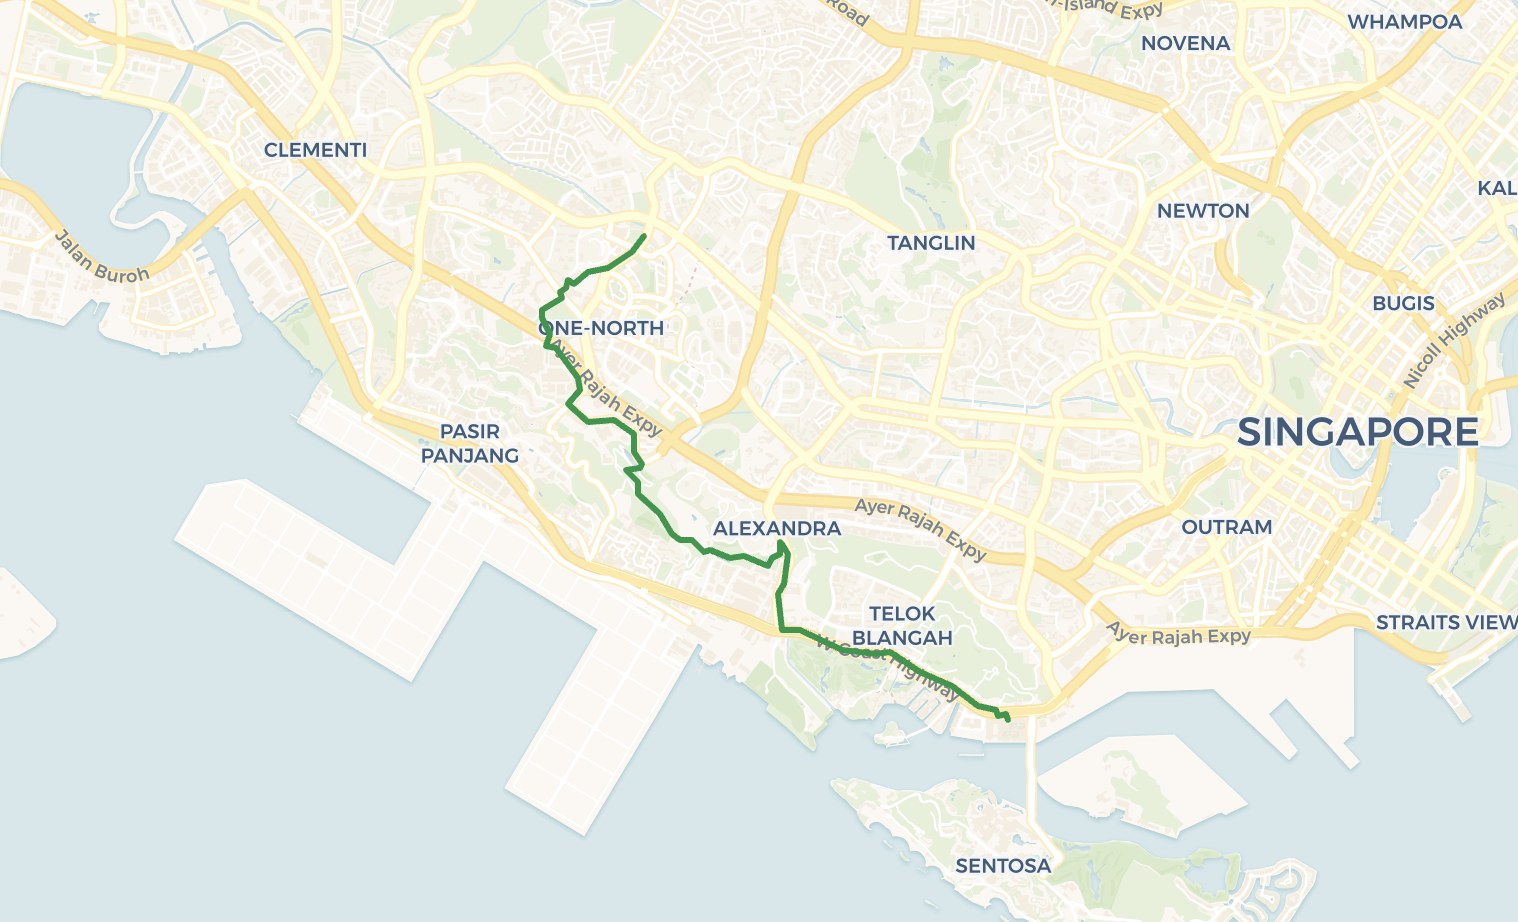 Road
n-Island Expy
WHAMPOA
NOVENA
CLEMENTI
KAL
NEWTON
TANGLIN
Jalan Buroh
BUGIS
Nicoll Highway
ONE-NORTH
Ayer Rajah Expy
PASIR
PANJANG
SINGAPORE
ALEXANDRA
Ayer Rajah Expy
OUTRAM
TELOK
BLANGAH
STRAITS VIEW
Ayer Rajah Expy
W Coast Highway
SENTOSA